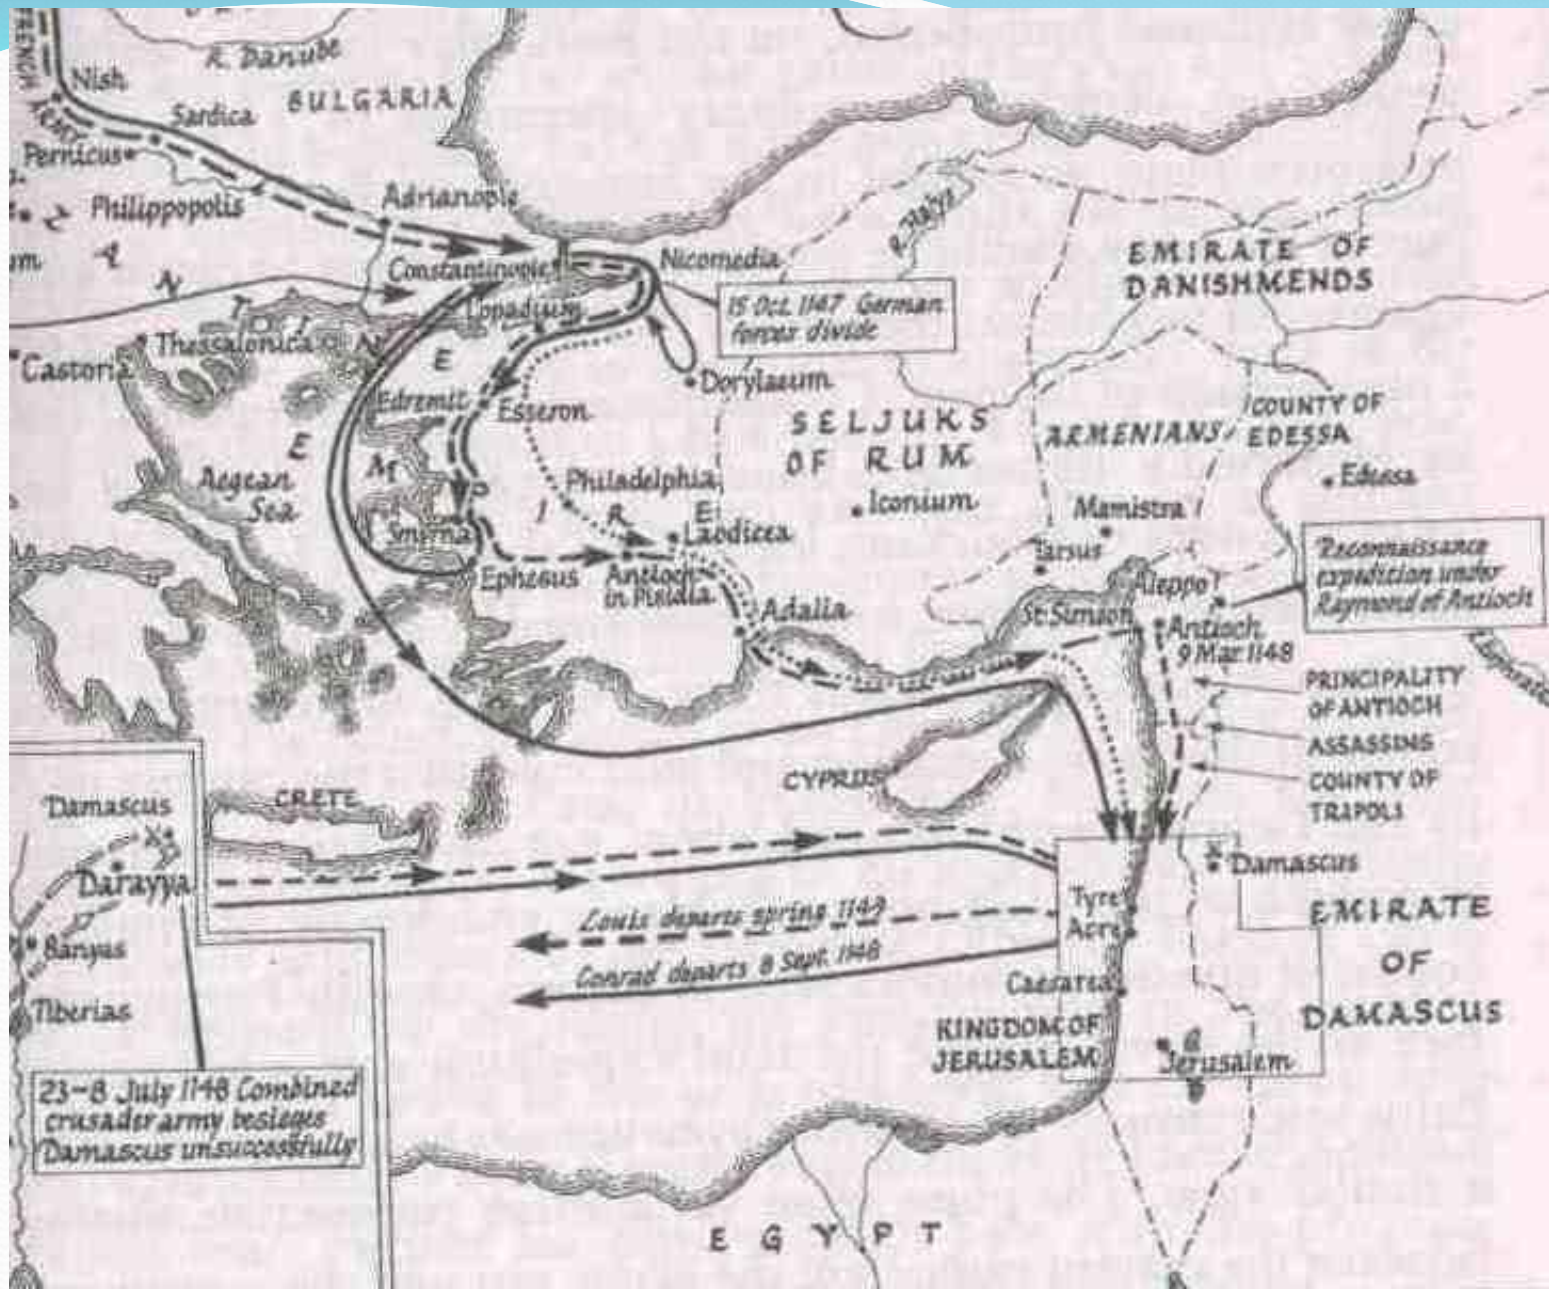 FRENCH ARMY
R. Danube
Nish
BULGARIA
Sardica
Pernicus
Philippopolis
Adrianople
Constantinople
Nicomedia
Lopadium
15 Oct. 1147 German
forces divide
R. Halys
EMIRATE OF
DANISHMENDS
Thessalonica
Castoria
Dorylaeum
Edremit
Esseron
SELJUKS
OF RUM
ARMENIANS
COUNTY OF
EDESSA
Edessa
Aegean
Sea
Philadelphia
Iconium
Mamistra
Smyrna
Laodicea
Tarsus
Ephesus
Antioch
in Pisidia
Adalia
Aleppo
Reconnaissance
expedition under
Raymond of Antioch
St Simeon
Antioch
9 Mar. 1148
PRINCIPALITY
OF ANTIOCH
ASSASSINS
COUNTY OF
TRIPOLI
CYPRUS
CRETE
Damascus
Darayya
Banyas
Tiberias
23-8 July 1148 Combined
crusader army besieges
Damascus unsuccessfully
Louis departs spring 1149
Conrad departs 8 Sept. 1148
Tyre
Acre
Damascus
EMIRATE
OF
DAMASCUS
Caesarea
KINGDOM OF
JERUSALEM
Jerusalem
EGYPT